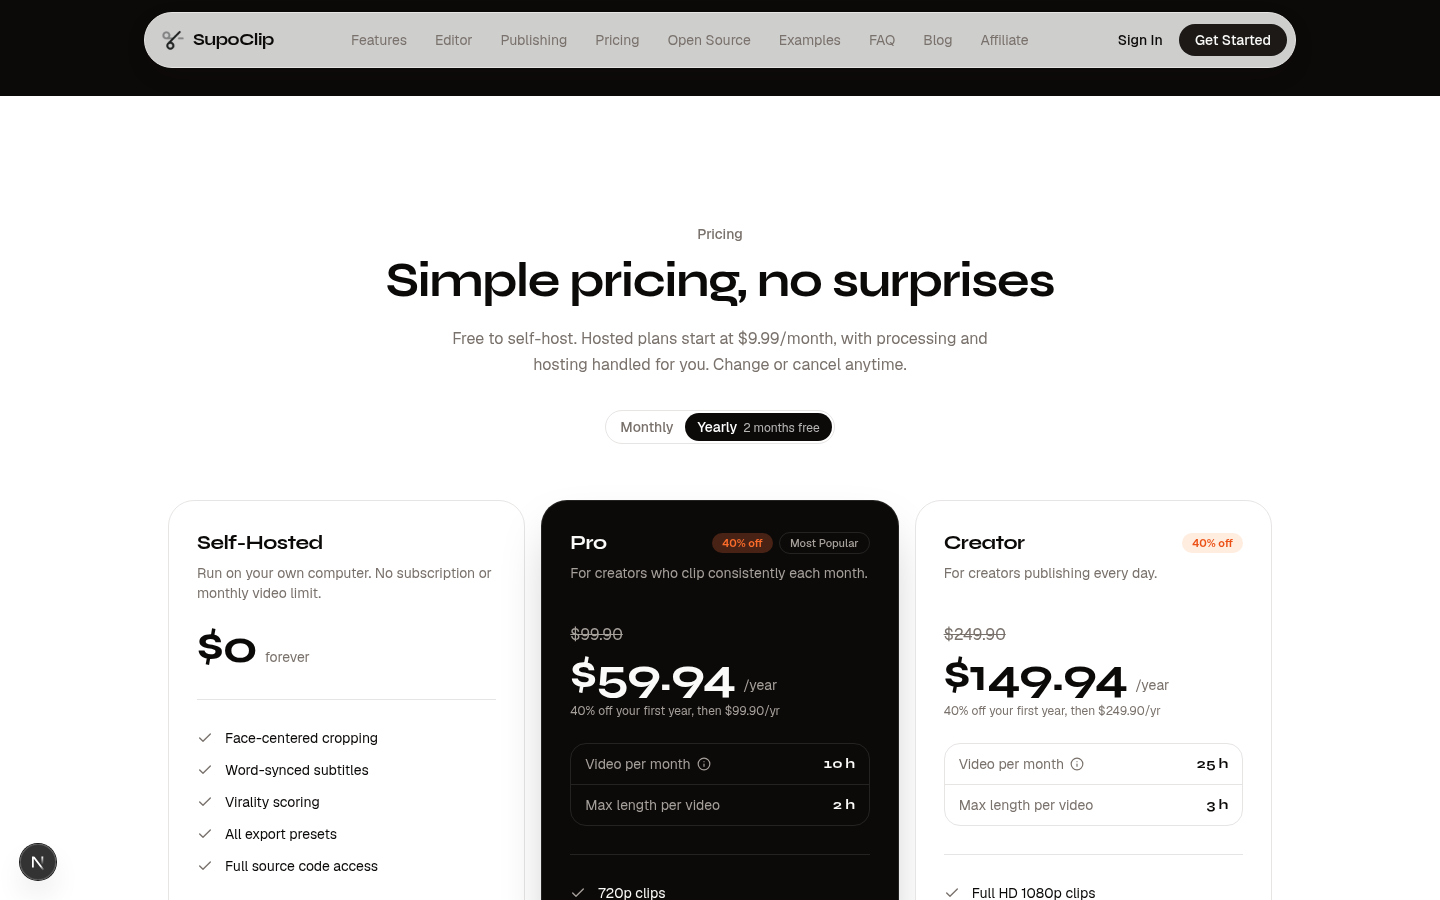 SupoClip
Features
Editor
Publishing
Pricing
Open Source
Examples
FAQ
Blog
Affiliate
Sign In
Get Started
Pricing
Simple pricing, no surprises
Free to self-host. Hosted plans start at $9.99/month, with processing and
hosting handled for you. Change or cancel anytime.
Monthly
Yearly 2 months free
Self-Hosted
Run on your own computer. No subscription or
monthly video limit.
$0 forever
Face-centered cropping
Word-synced subtitles
Virality scoring
All export presets
Full source code access
Pro
40% off
Most Popular
For creators who clip consistently each month.
$99.90
$59.94 /year
40% off your first year, then $99.90/yr
Video per month 10 h
Max length per video 2 h
720p clips
Creator
40% off
For creators publishing every day.
$249.90
$149.94 /year
40% off your first year, then $249.90/yr
Video per month 25 h
Max length per video 3 h
Full HD 1080p clips
N